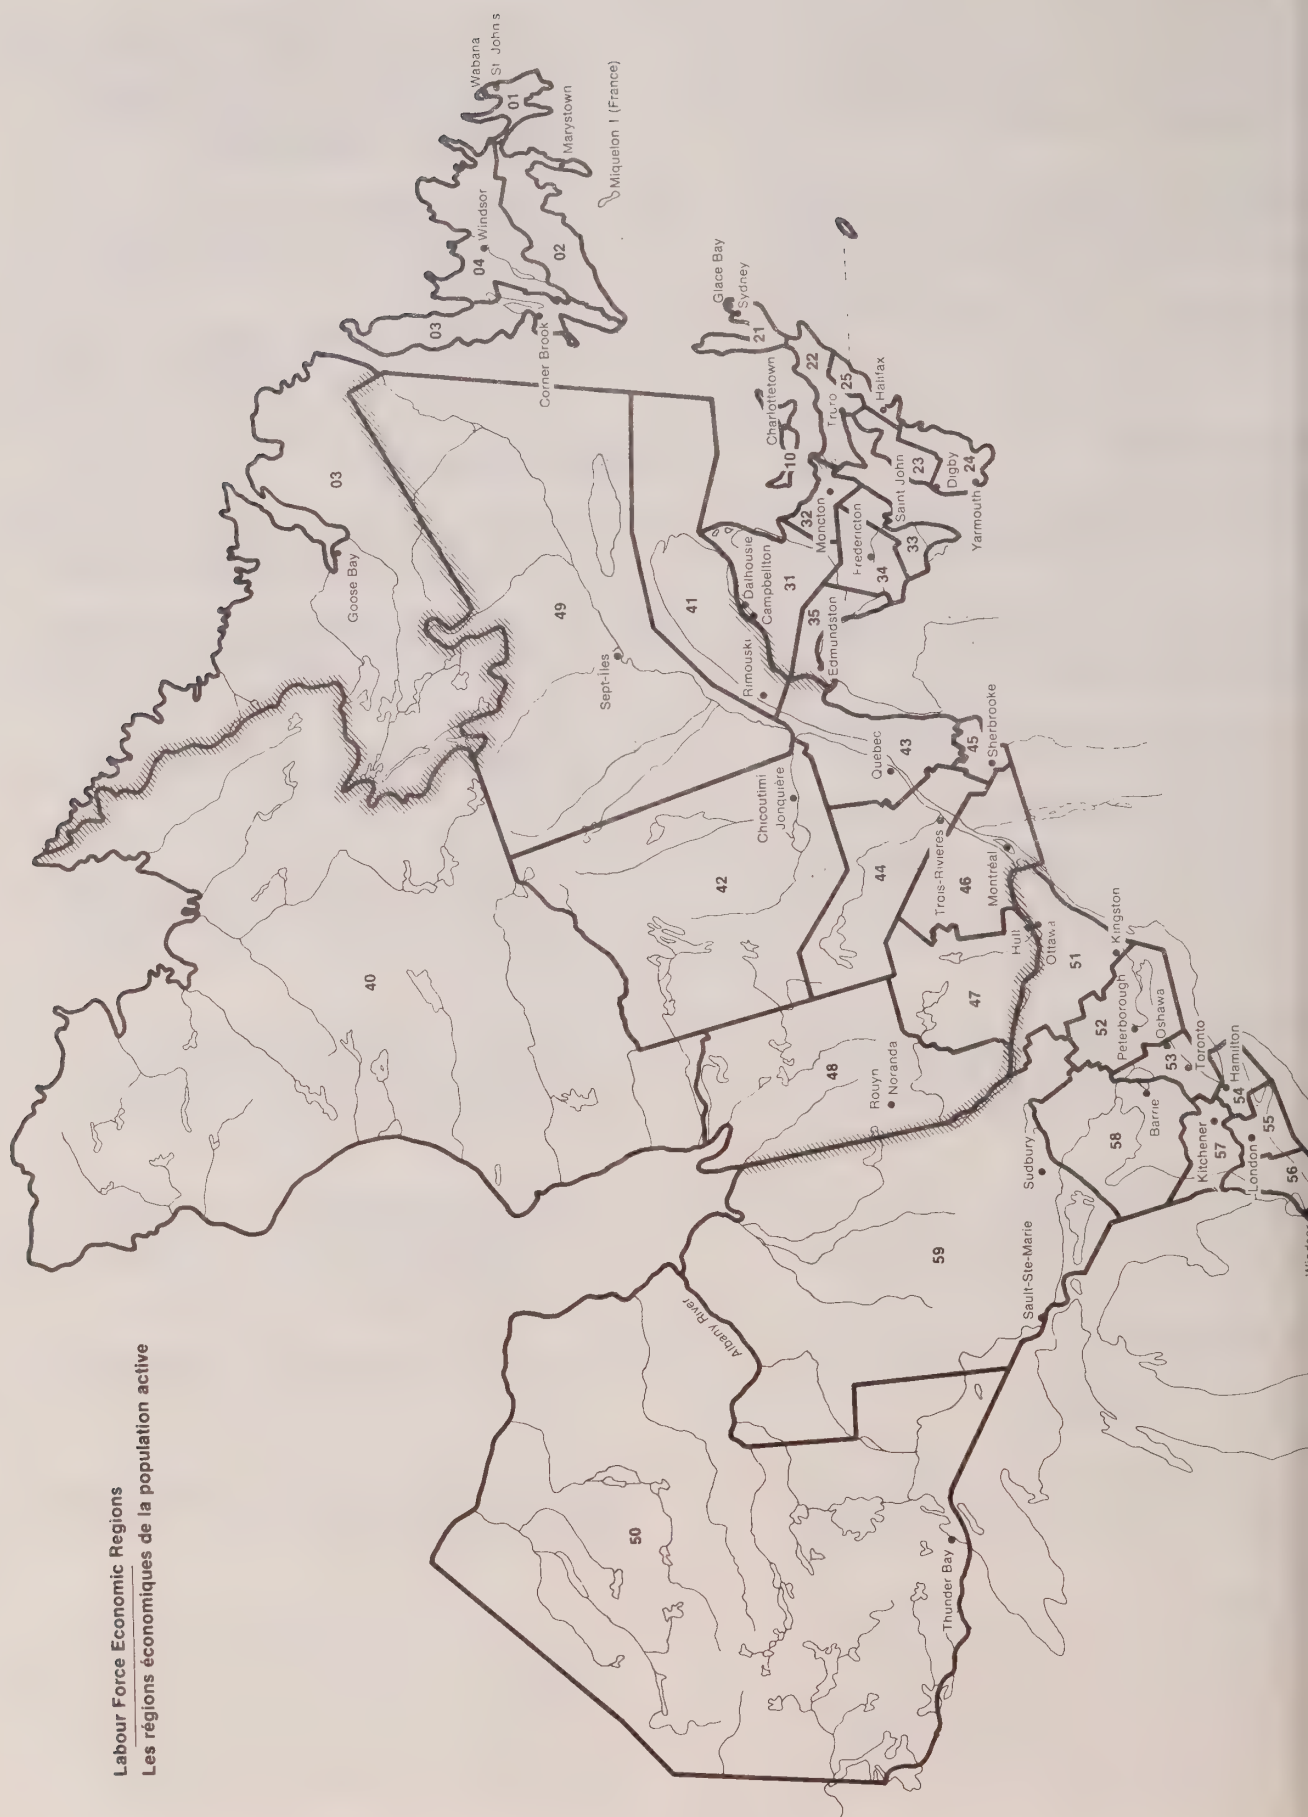 Labour Force Economic Regions
Les régions économiques de la population active
03
Goose Bay
40
49
Sept-Îles
42
Chicoutimi
Jonquière
41
Rimouski
Dalhousie
Campbellton
31
03
04
Windsor
02
01
Wabana
St John s
Marystown
Miquelon I (France)
Corner Brook
Glace Bay
Sydney
21
Charlottetown
10
22
Truro
25
Halifax
32
Moncton
Saint John
23
Digby
24
Yarmouth
Fredericton
33
34
35
Edmundston
Quebec
43
45
Sherbrooke
44
Trois-Rivières
46
Montréal
Hull
Ottawa
47
48
Rouyn
Noranda
51
Kingston
52
Peterborough
Oshawa
53
Toronto
Hamilton
54
55
Barrie
58
Kitchener
57
London
56
Sudbury
59
Sault-Ste-Marie
Albany River
50
Thunder Bay